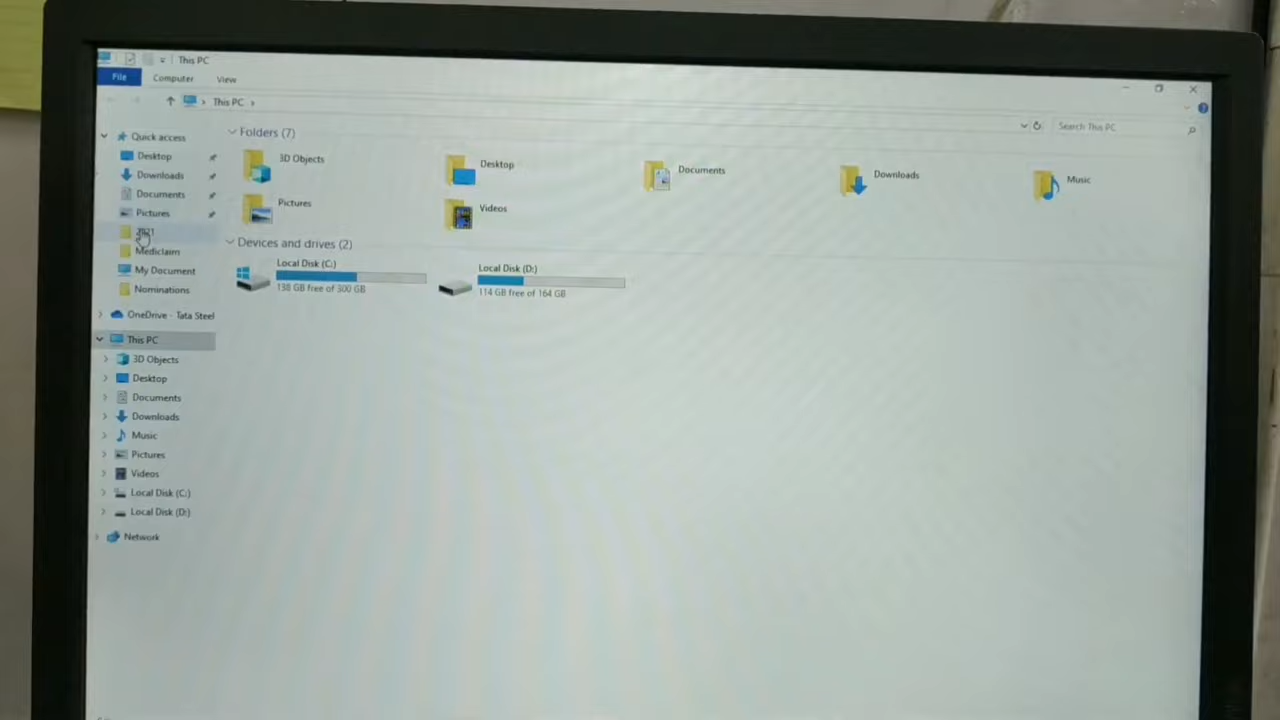 This PC
File Computer View
This PC
Search This PC
Quick access
Desktop
Downloads
Documents
Pictures
2021
Mediclaim
My Document
Nominations
OneDrive - Tata Steel
This PC
3D Objects
Desktop
Documents
Downloads
Music
Pictures
Videos
Local Disk (C:)
Local Disk (D:)
Network
Folders (7)
3D Objects
Desktop
Documents
Downloads
Music
Pictures
Videos
Devices and drives (2)
Local Disk (C:)
138 GB free of 300 GB
Local Disk (D:)
114 GB free of 164 GB